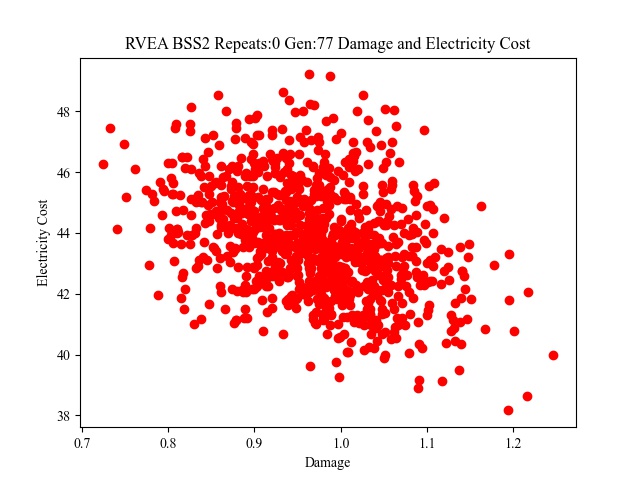 RVEA BSS2 Repeats:0 Gen:77 Damage and Electricity Cost
48
46
44
42
40
38
Electricity Cost
0.7 0.8 0.9 1.0 1.1 1.2
Damage